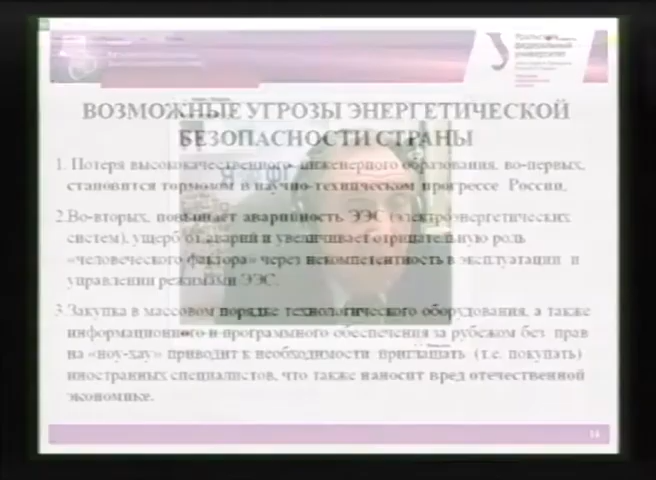 Уральский
федеральный
университет
ВОЗМОЖНЫЕ УГРОЗЫ ЭНЕРГЕТИЧЕСКОЙ
БЕЗОПАСНОСТИ СТРАНЫ
1. Потеря высококачественного инженерного образования, во-первых,
становится тормозом в научно-техническом прогрессе России.
2.Во-вторых, повышает аварийность ЭЭС (электроэнергетических
систем), ущерб от аварий и увеличивает отрицательную роль
«человеческого фактора» через некомпетентность в эксплуатации и
управлении режимами ЭЭС.
3.Закупка в массовом порядке технологического оборудования, а также
информационного и программного обеспечения за рубежом без прав
на «ноу-хау» приводит к необходимости приглашать (т.е. покупать)
иностранных специалистов, что также наносит вред отечественной
экономике.
14